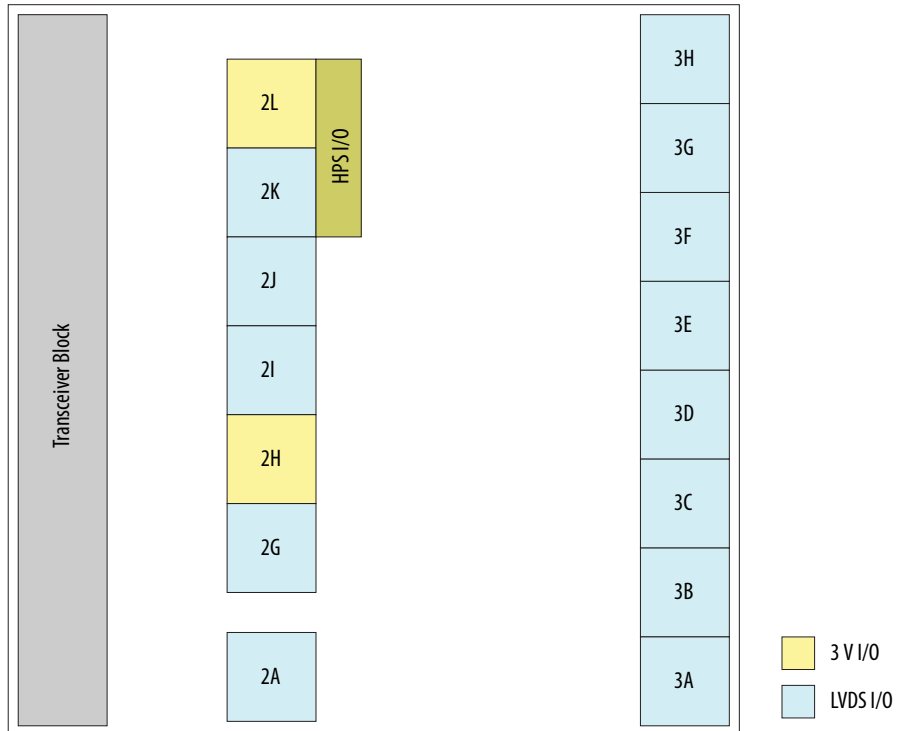 Transceiver Block
2L
2K
2J
2I
2H
2G
2A
HPS I/O
3H
3G
3F
3E
3D
3C
3B
3A
3 V I/O
LVDS I/O